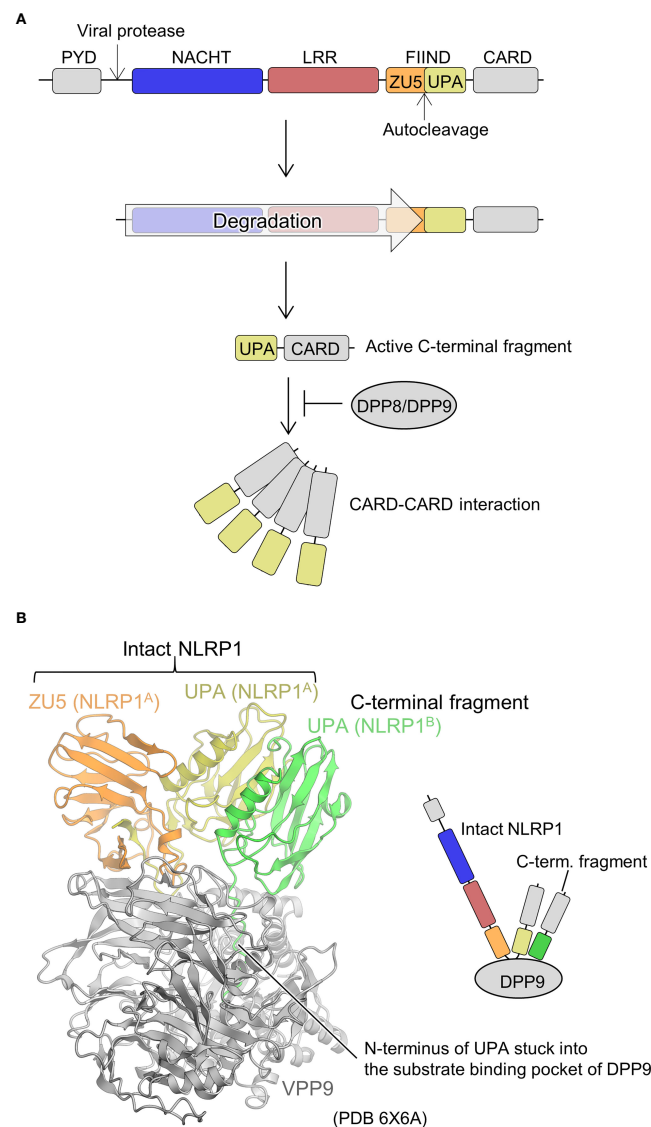 A
Viral protease
PYD NACHT LRR FIIND CARD
ZU5 UPA
Autocleavage
Degradation
UPA CARD Active C-terminal fragment
DPP8/DPP9
CARD-CARD interaction
B
Intact NLRP1
ZU5 (NLRP1ᴬ) UPA (NLRP1ᴬ) C-terminal fragment
UPA (NLRP1ᴮ)
Intact NLRP1
C-term. fragment
DPP9
N-terminus of UPA stuck into
the substrate binding pocket of DPP9
VPP9
(PDB 6X6A)